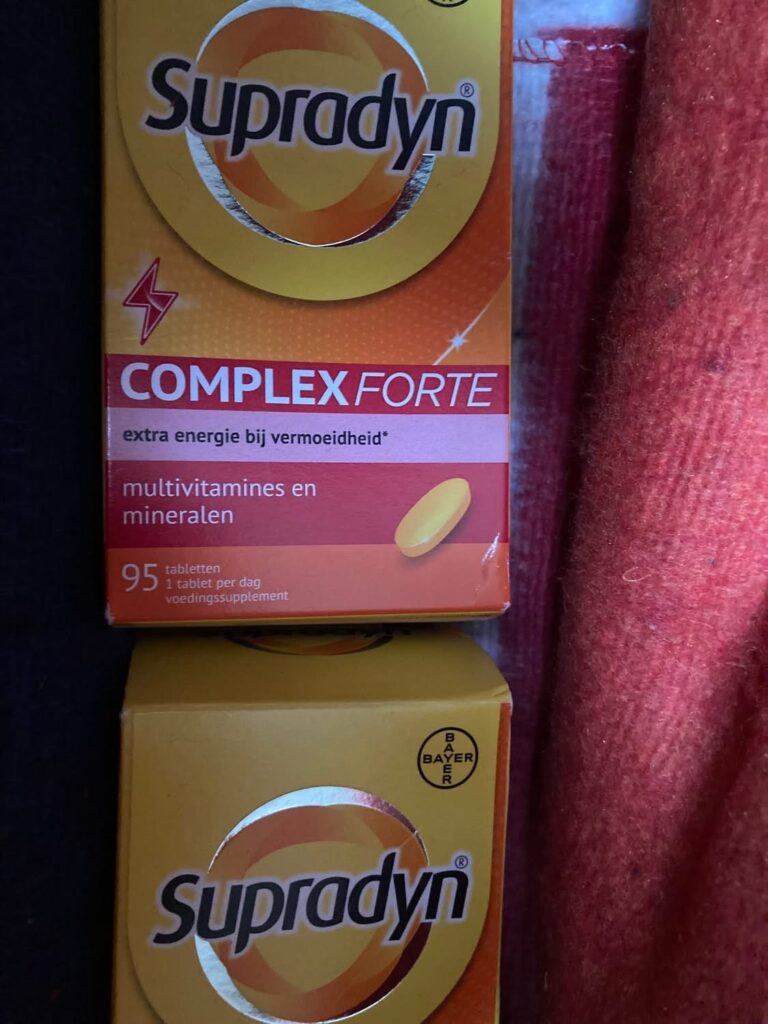 Supradyn®
COMPLEX FORTE
extra energie bij vermoeidheid*
multivitamines en
mineralen
95 tabletten
1 tablet per dag
voedingssupplement
BAYER
BAYER
Supradyn®